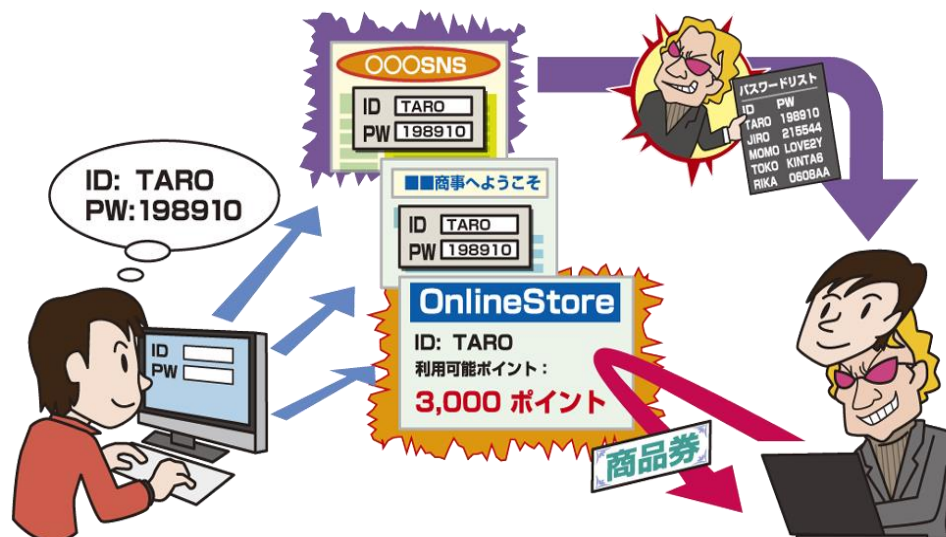 ID: TARO
PW:198910
ID
PW
〇〇〇SNS
ID TARO
PW 198910
■■商事へようこそ
ID TARO
PW 198910
OnlineStore
ID: TARO
利用可能ポイント:
3,000 ポイント
商品券
パスワードリスト
ID PW
TARO 198910
JIRO 215544
MOMO LOVE2Y
TOKO KINTA6
RIKA 0608AA